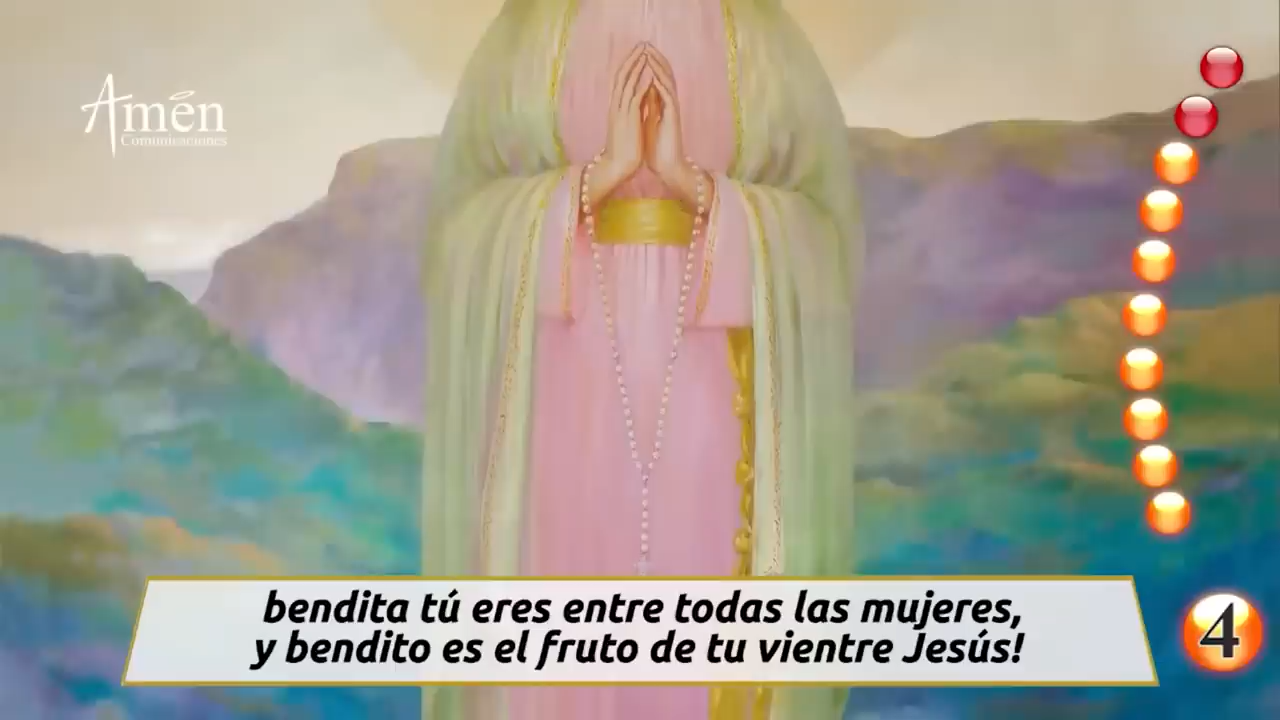 Amén
Comunicaciones
bendita tú eres entre todas las mujeres,
y bendito es el fruto de tu vientre Jesús!
4